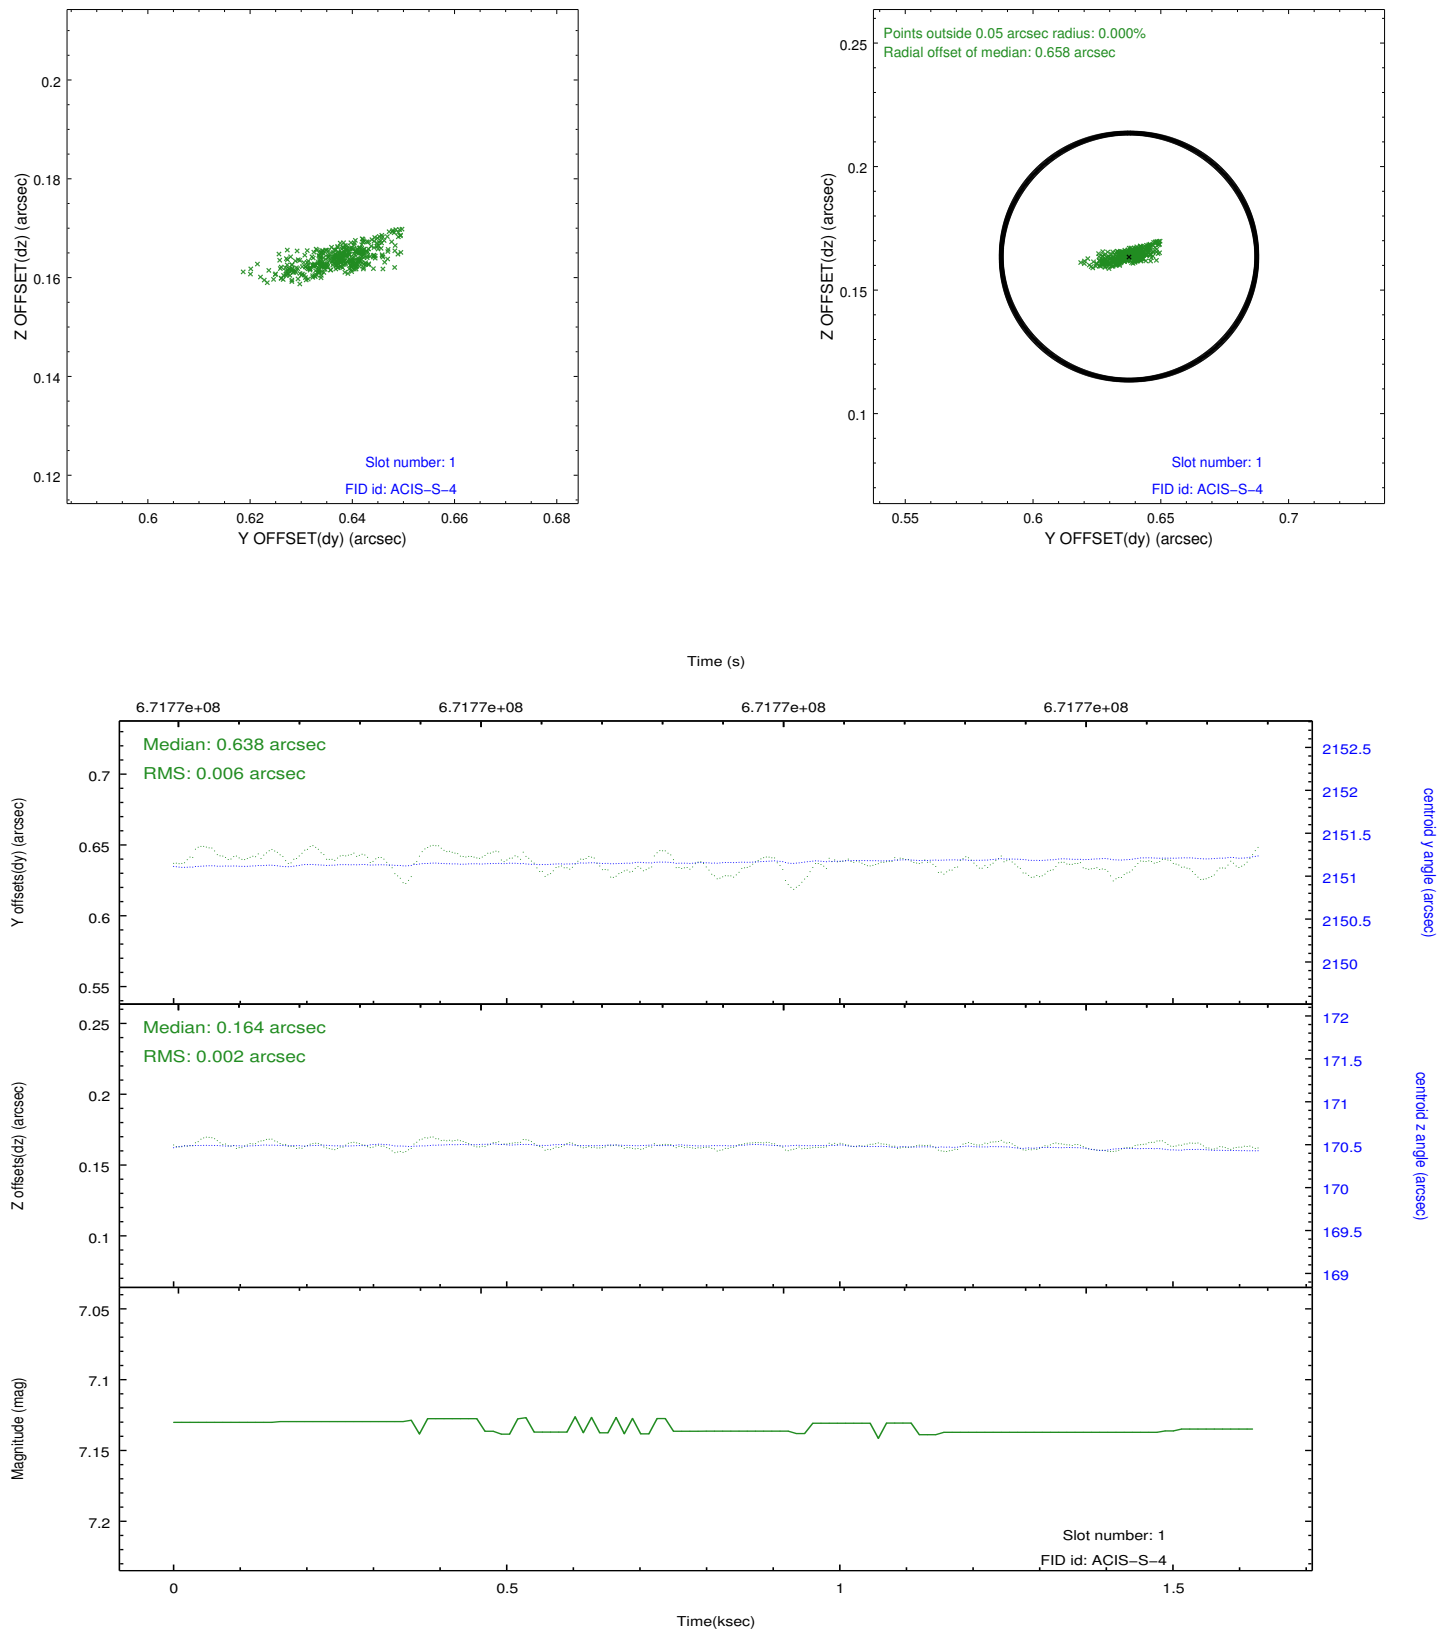 0.2
0.18
0.16
0.14
0.12
Z OFFSET(dz) (arcsec)
0.6 0.62 0.64 0.66 0.68
Y OFFSET(dy) (arcsec)
Slot number: 1
FID id: ACIS−S−4
Points outside 0.05 arcsec radius: 0.000%
Radial offset of median: 0.658 arcsec
0.25
0.2
0.15
0.1
Z OFFSET(dz) (arcsec)
0.55 0.6 0.65 0.7
Y OFFSET(dy) (arcsec)
Slot number: 1
FID id: ACIS−S−4
Time (s)
6.7177e+08 6.7177e+08 6.7177e+08 6.7177e+08
Median: 0.638 arcsec
RMS: 0.006 arcsec
0.7
0.65
0.6
0.55
Y offsets(dy) (arcsec)
2152.5
2152
2151.5
2151
2150.5
2150
centroid y angle (arcsec)
Median: 0.164 arcsec
RMS: 0.002 arcsec
0.25
0.2
0.15
0.1
Z offsets(dz) (arcsec)
172
171.5
171
170.5
170
169.5
169
centroid z angle (arcsec)
7.05
7.1
7.15
7.2
Magnitude (mag)
Slot number: 1
FID id: ACIS−S−4
0 0.5 1 1.5
Time(ksec)